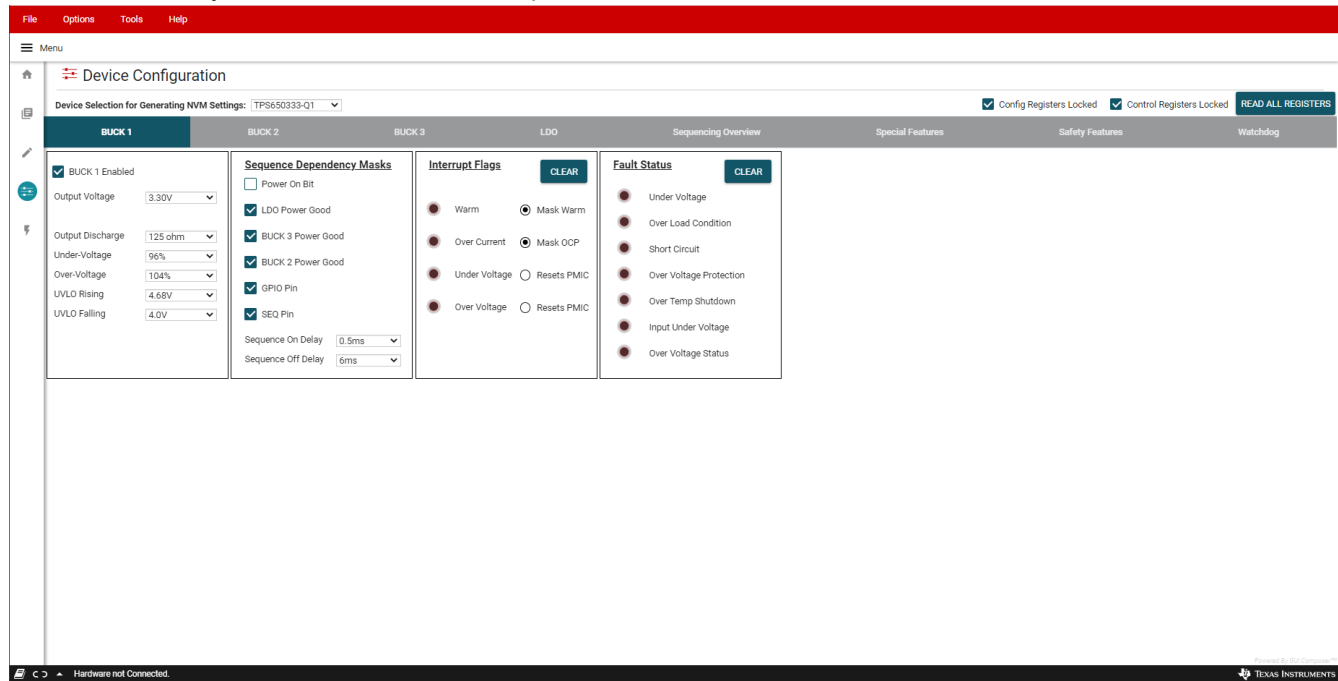 File Options Tools Help
Menu
Device Configuration
Device Selection for Generating NVM Settings: TPS650333-Q1
Config Registers Locked Control Registers Locked READ ALL REGISTERS
BUCK 1 BUCK 2 BUCK 3 LDO Sequencing Overview Special Features Safety Features Watchdog
BUCK 1 Enabled
Output Voltage 3.30V
Output Discharge 125 ohm
Under-Voltage 96%
Over-Voltage 104%
UVLO Rising 4.68V
UVLO Falling 4.0V
Sequence Dependency Masks
Power On Bit
LDO Power Good
BUCK 3 Power Good
BUCK 2 Power Good
GPIO Pin
SEQ Pin
Sequence On Delay 0.5ms
Sequence Off Delay 6ms
Interrupt Flags CLEAR
Warm Mask Warm
Over Current Mask OCP
Under Voltage Resets PMIC
Over Voltage Resets PMIC
Fault Status CLEAR
Under Voltage
Over Load Condition
Short Circuit
Over Voltage Protection
Over Temp Shutdown
Input Under Voltage
Over Voltage Status
Powered By GUI Composer™
Hardware not Connected.
TEXAS INSTRUMENTS